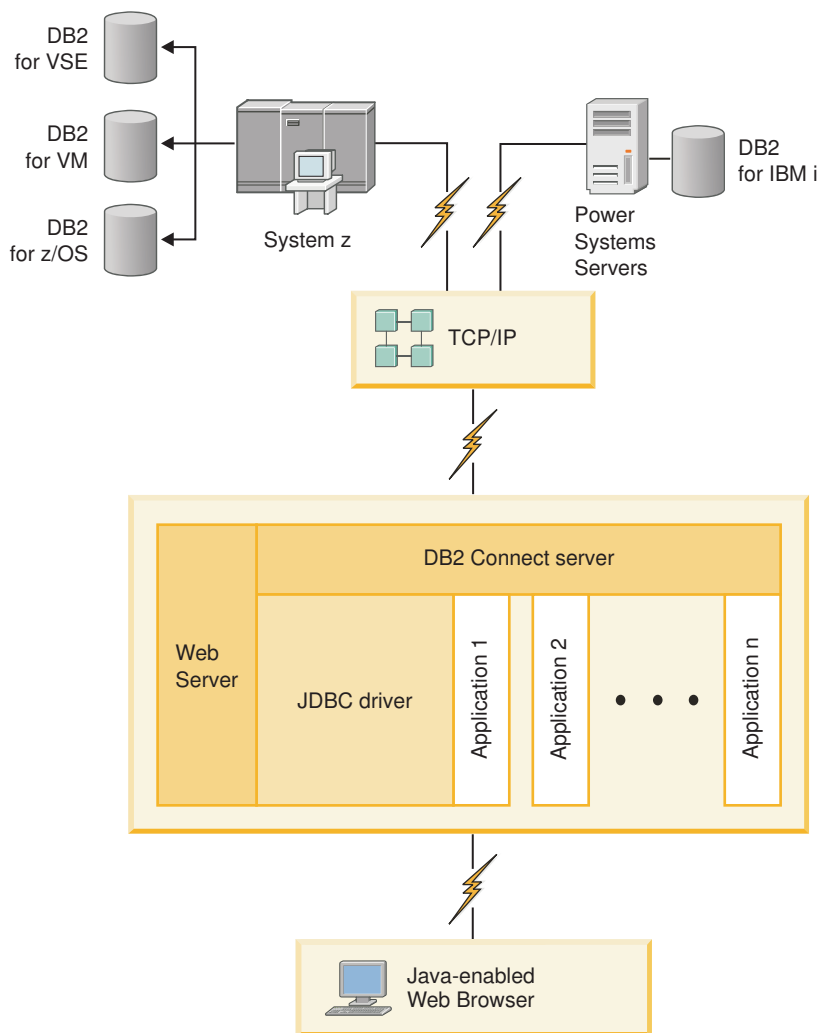 DB2
for VSE
DB2
for VM
DB2
for z/OS
System z
Power
Systems
Servers
DB2
for IBM i
TCP/IP
DB2 Connect server
Web
Server
JDBC driver
Application 1
Application 2
Application n
Java-enabled
Web Browser